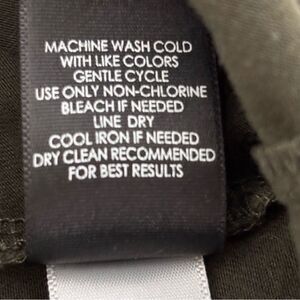 MACHINE WASH COLD
WITH LIKE COLORS
GENTLE CYCLE
USE ONLY NON-CHLORINE
BLEACH IF NEEDED
LINE DRY
COOL IRON IF NEEDED
DRY CLEAN RECOMMENDED
FOR BEST RESULTS